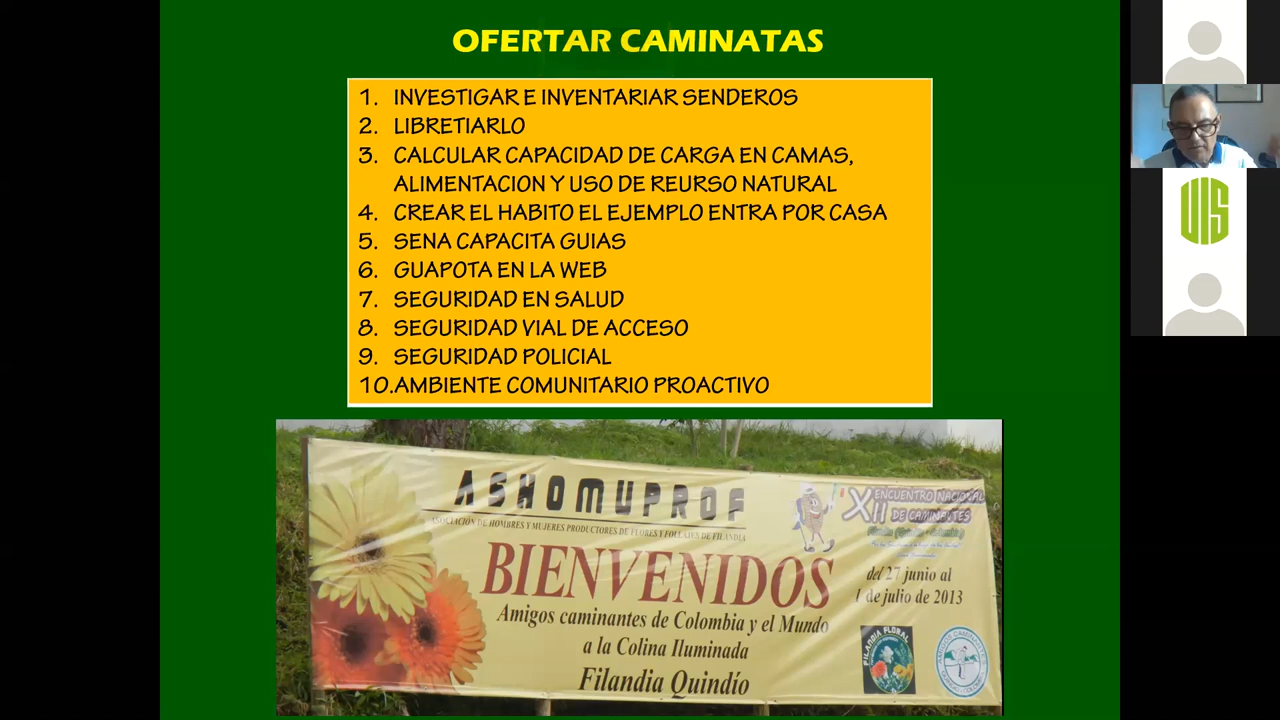 OFERTAR CAMINATAS
1. INVESTIGAR E INVENTARIAR SENDEROS
2. LIBRETIARLO
3. CALCULAR CAPACIDAD DE CARGA EN CAMAS,
ALIMENTACION Y USO DE REURSO NATURAL
4. CREAR EL HABITO EL EJEMPLO ENTRA POR CASA
5. SENA CAPACITA GUIAS
6. GUAPOTA EN LA WEB
7. SEGURIDAD EN SALUD
8. SEGURIDAD VIAL DE ACCESO
9. SEGURIDAD POLICIAL
10.AMBIENTE COMUNITARIO PROACTIVO
UIS
ASHOMUPROF
ASOCIACIÓN DE HOMBRES Y MUJERES PRODUCTORES DE FLORES Y FOLLAJES DE FILANDIA
BIENVENIDOS
Amigos caminantes de Colombia y el Mundo
a la Colina Iluminada
Filandia Quindío
XII ENCUENTRO NACIONAL
DE CAMINANTES
del 27 junio al
1 de julio de 2013
FILANDIA FLORAL